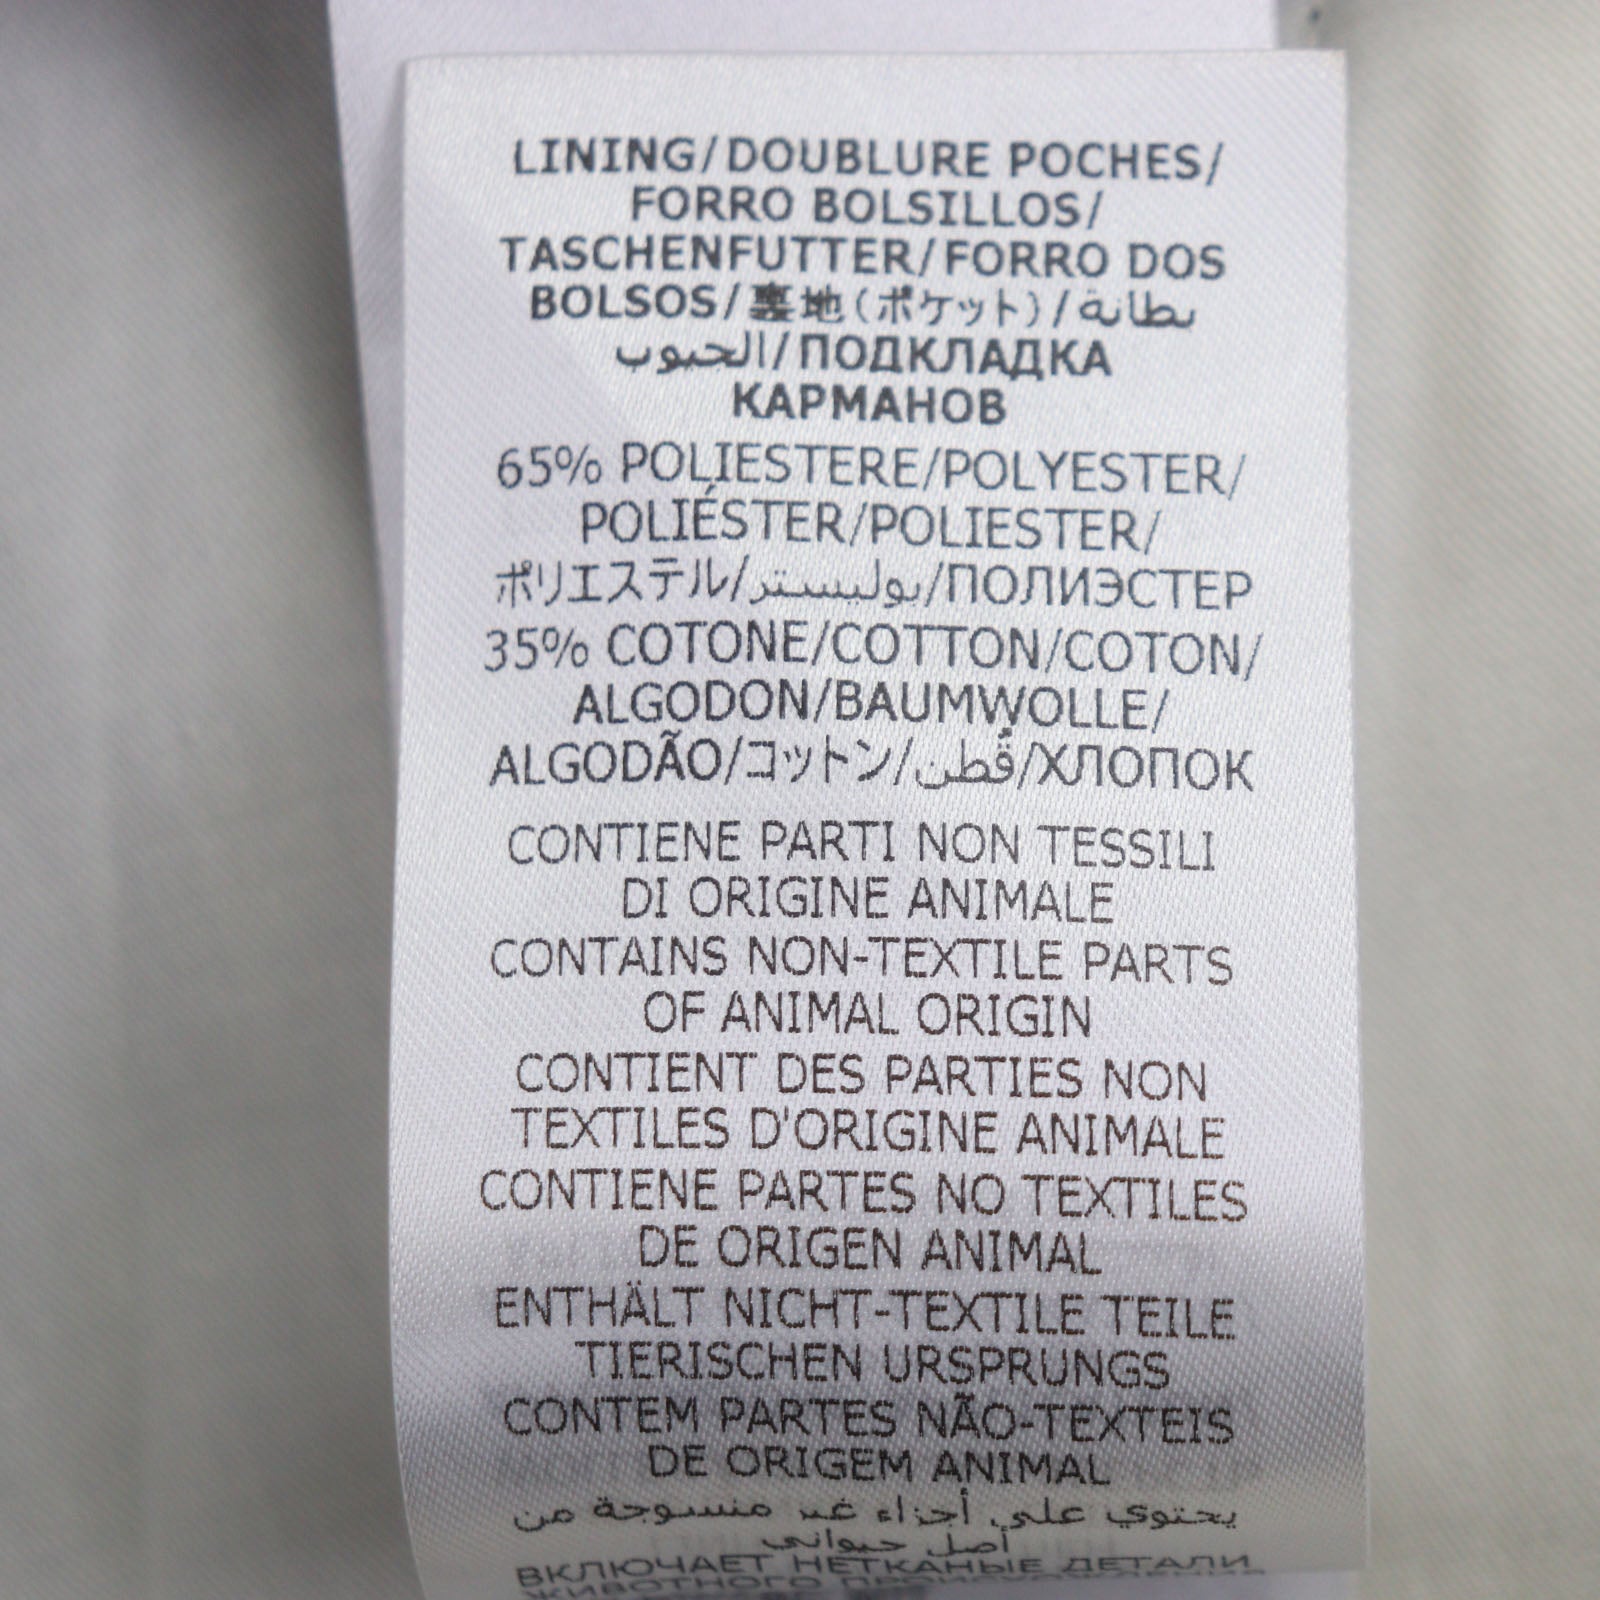 LINING/DOUBLURE POCHES/
FORRO BOLSILLOS/
TASCHENFUTTER/FORRO DOS
BOLSOS/裏地(ポケット)/بطانة
الجيوب/ПОДКЛАДКА
КАРМАНОВ
65% POLIESTERE/POLYESTER/
POLIÉSTER/POLIESTER/
ポリエステル/بوليستر/ПОЛИЭСТЕР
35% COTONE/COTTON/COTON/
ALGODON/BAUMWOLLE/
ALGODÃO/コットン/قُطن/ХЛОПОК
CONTIENE PARTI NON TESSILI
DI ORIGINE ANIMALE
CONTAINS NON-TEXTILE PARTS
OF ANIMAL ORIGIN
CONTIENT DES PARTIES NON
TEXTILES D'ORIGINE ANIMALE
CONTIENE PARTES NO TEXTILES
DE ORIGEN ANIMAL
ENTHÄLT NICHT-TEXTILE TEILE
TIERISCHEN URSPRUNGS
CONTEM PARTES NÃO-TEXTEIS
DE ORIGEM ANIMAL
يحتوي على أجزاء غير منسوجة من
أصل حيواني
ВКЛЮЧАЕТ НЕТКАНЫЕ ДЕТАЛИ
ЖИВОТНОГО ПРОИСХОЖДЕНИЯ